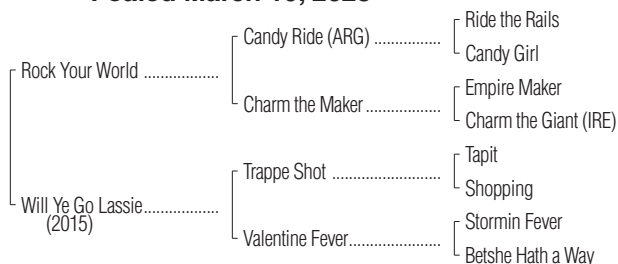 Foaled March
Ride the Rails
Candy Ride (ARG) ................
Candy Girl
Rock Your World ..................
Empire Maker
Charm the Maker ..................
Charm the Giant (IRE)
Tapit
Trappe Shot ..........................
Shopping
Will Ye Go Lassie..................
(2015)
Stormin Fever
Valentine Fever......................
Betshe Hath a Way